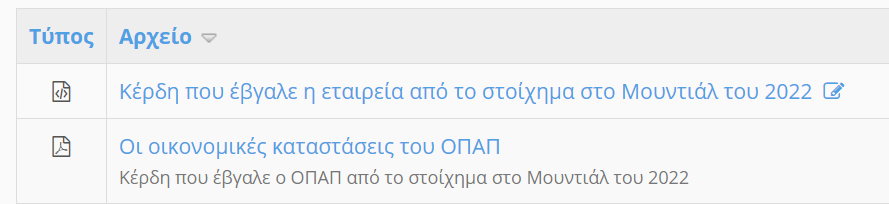 Τύπος Αρχείο
Κέρδη που έβγαλε η εταιρεία από το στοίχημα στο Μουντιάλ του 2022
Οι οικονομικές καταστάσεις του ΟΠΑΠ
Κέρδη που έβγαλε ο ΟΠΑΠ από το στοίχημα στο Μουντιάλ του 2022